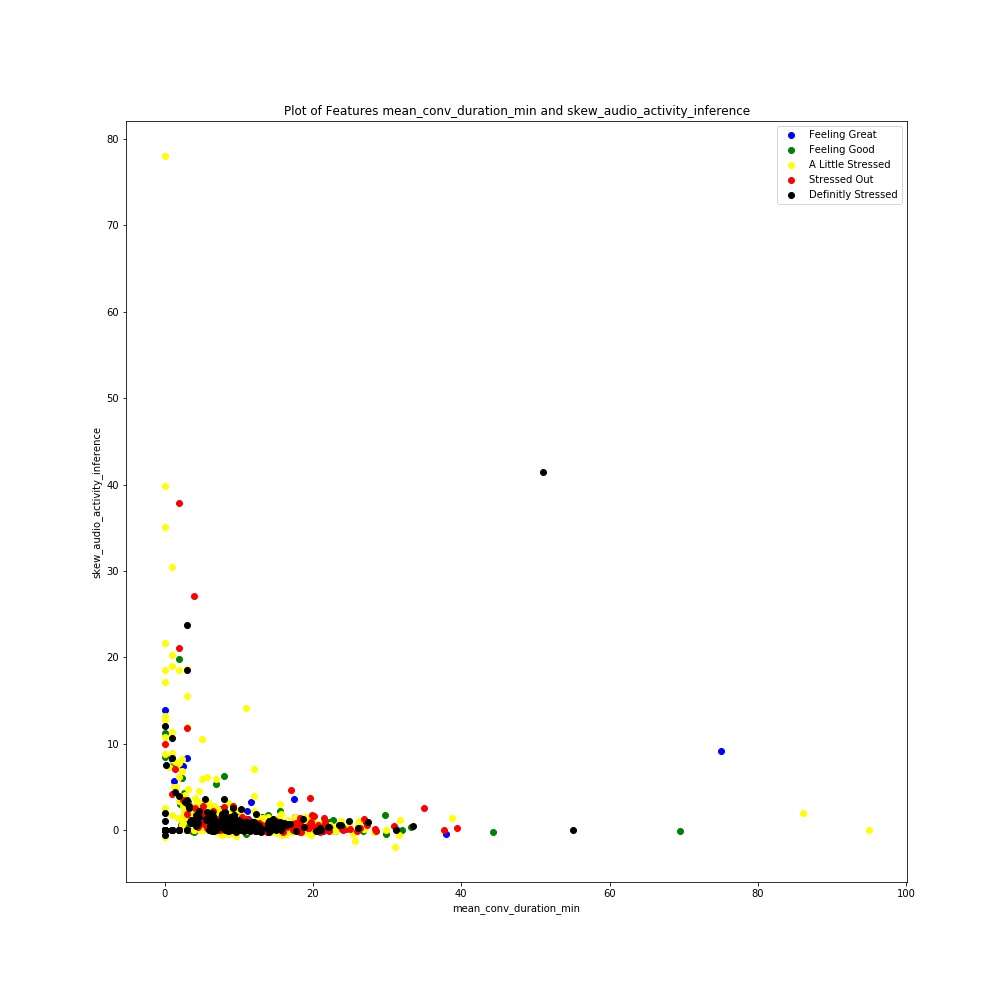 Plot of Features mean_conv_duration_min and skew_audio_activity_inference
Feeling Great
Feeling Good
A Little Stressed
Stressed Out
Definitly Stressed
80
70
60
50
40
30
20
10
0
skew_audio_activity_inference
0 20 40 60 80 100
mean_conv_duration_min